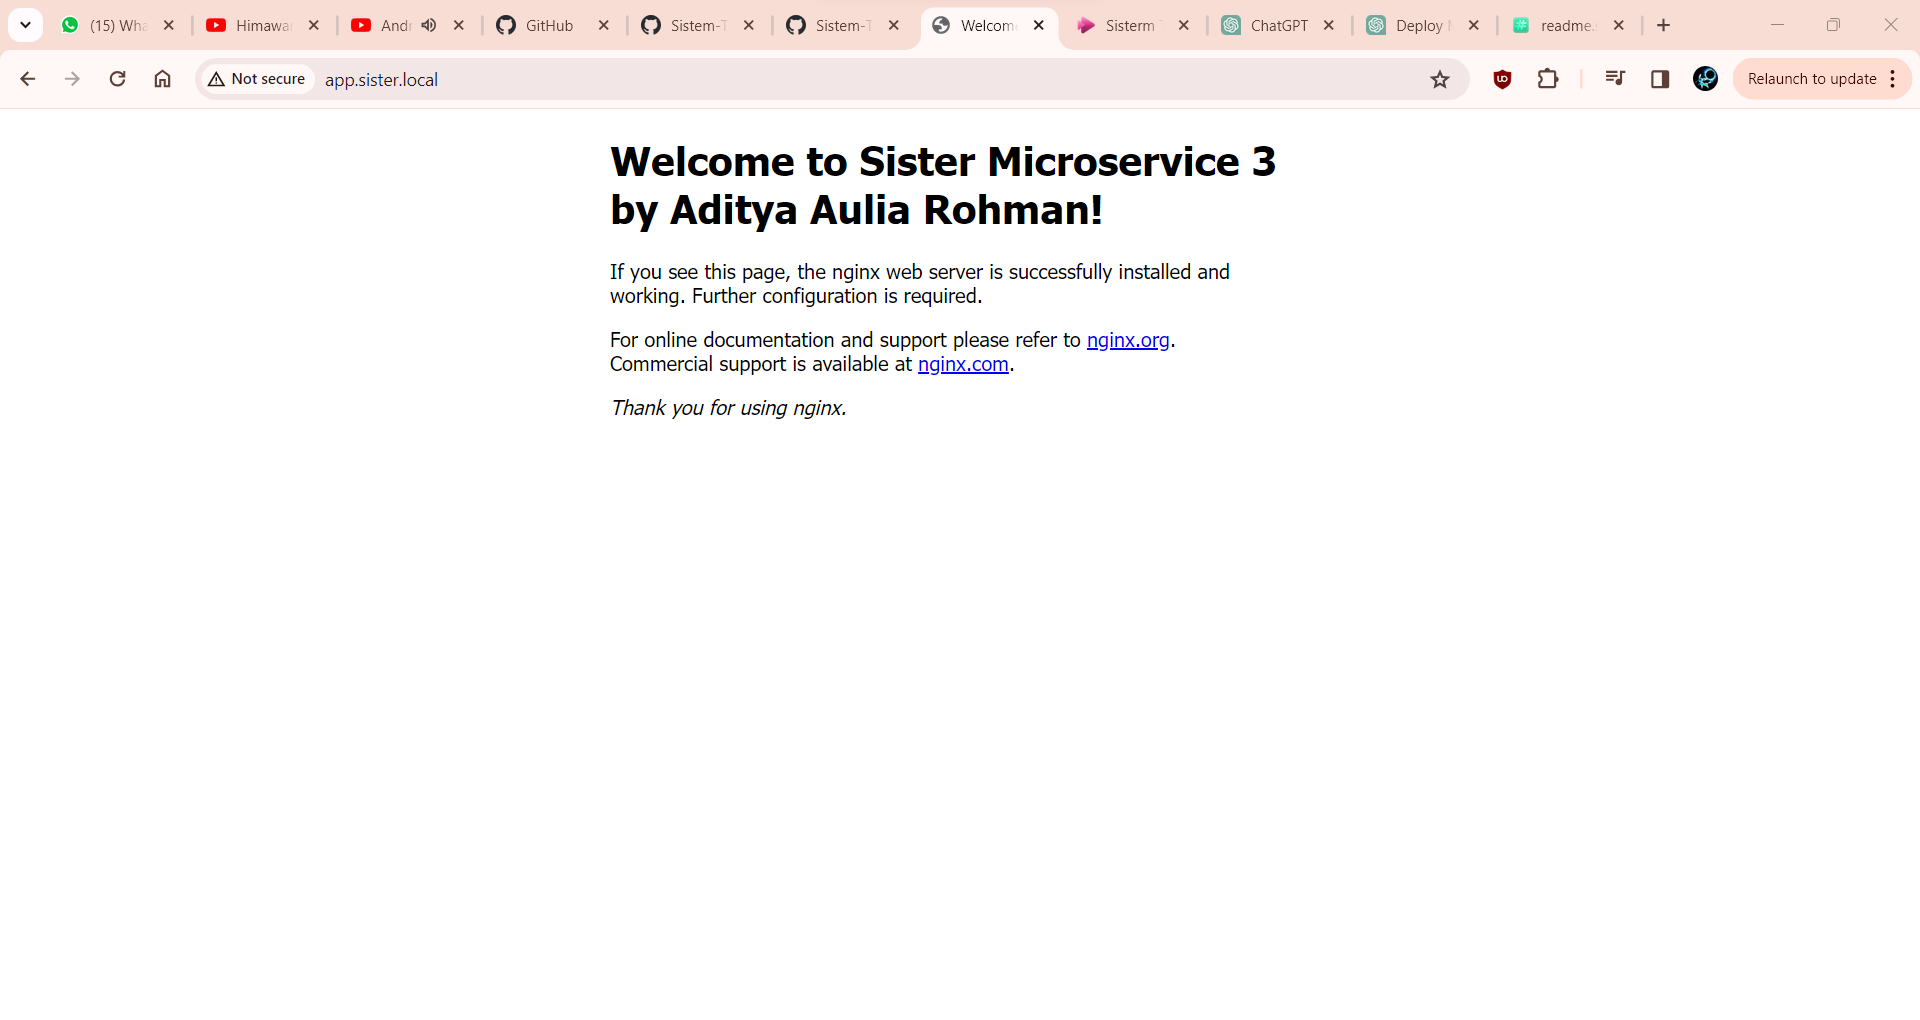 (15) Wha
Himawar
Andr
GitHub
Sistem-T
Sistem-T
Welcome
Sisterm T
ChatGPT
Deploy M
readme.
Not secure
app.sister.local
Relaunch to update
Welcome to Sister Microservice 3
by Aditya Aulia Rohman!
If you see this page, the nginx web server is successfully installed and
working. Further configuration is required.
For online documentation and support please refer to nginx.org.
Commercial support is available at nginx.com.
Thank you for using nginx.